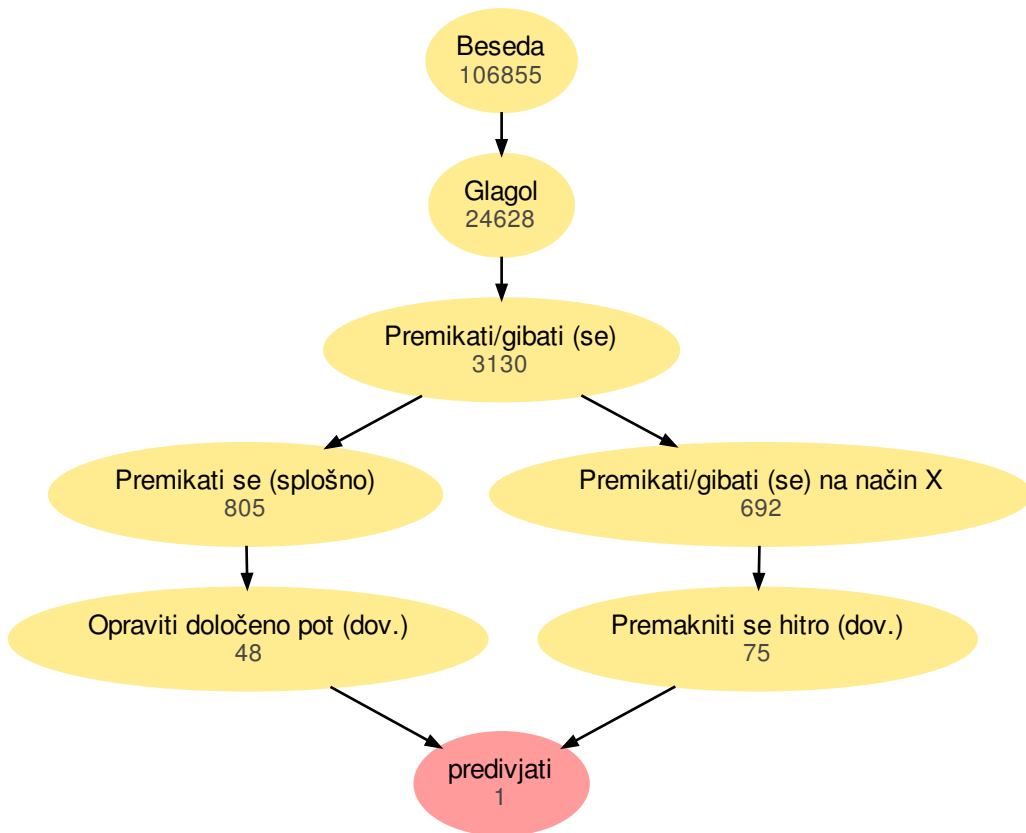 Beseda
106855
Glagol
24628
Premikati/gibati (se)
3130
Premikati se (splošno)
805
Premikati/gibati (se) na način X
692
Opraviti določeno pot (dov.)
48
Premakniti se hitro (dov.)
75
predivjati
1